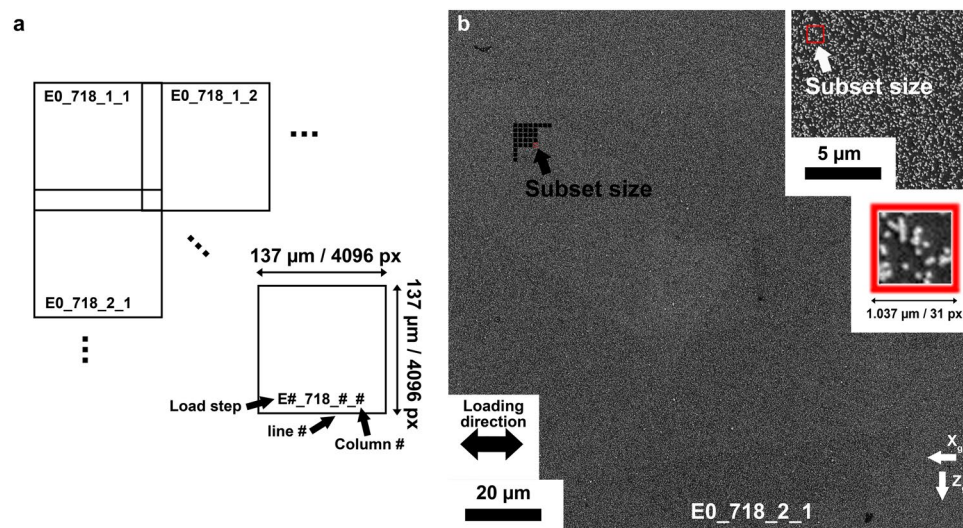 a
E0_718_1_1
E0_718_1_2
E0_718_2_1
137 µm / 4096 px
137 µm / 4096 px
E#_718_#_#
Load step
line #
Column #
b
Subset size
Subset size
5 µm
1.037 µm / 31 px
Loading
direction
20 µm
E0_718_2_1
X
Z